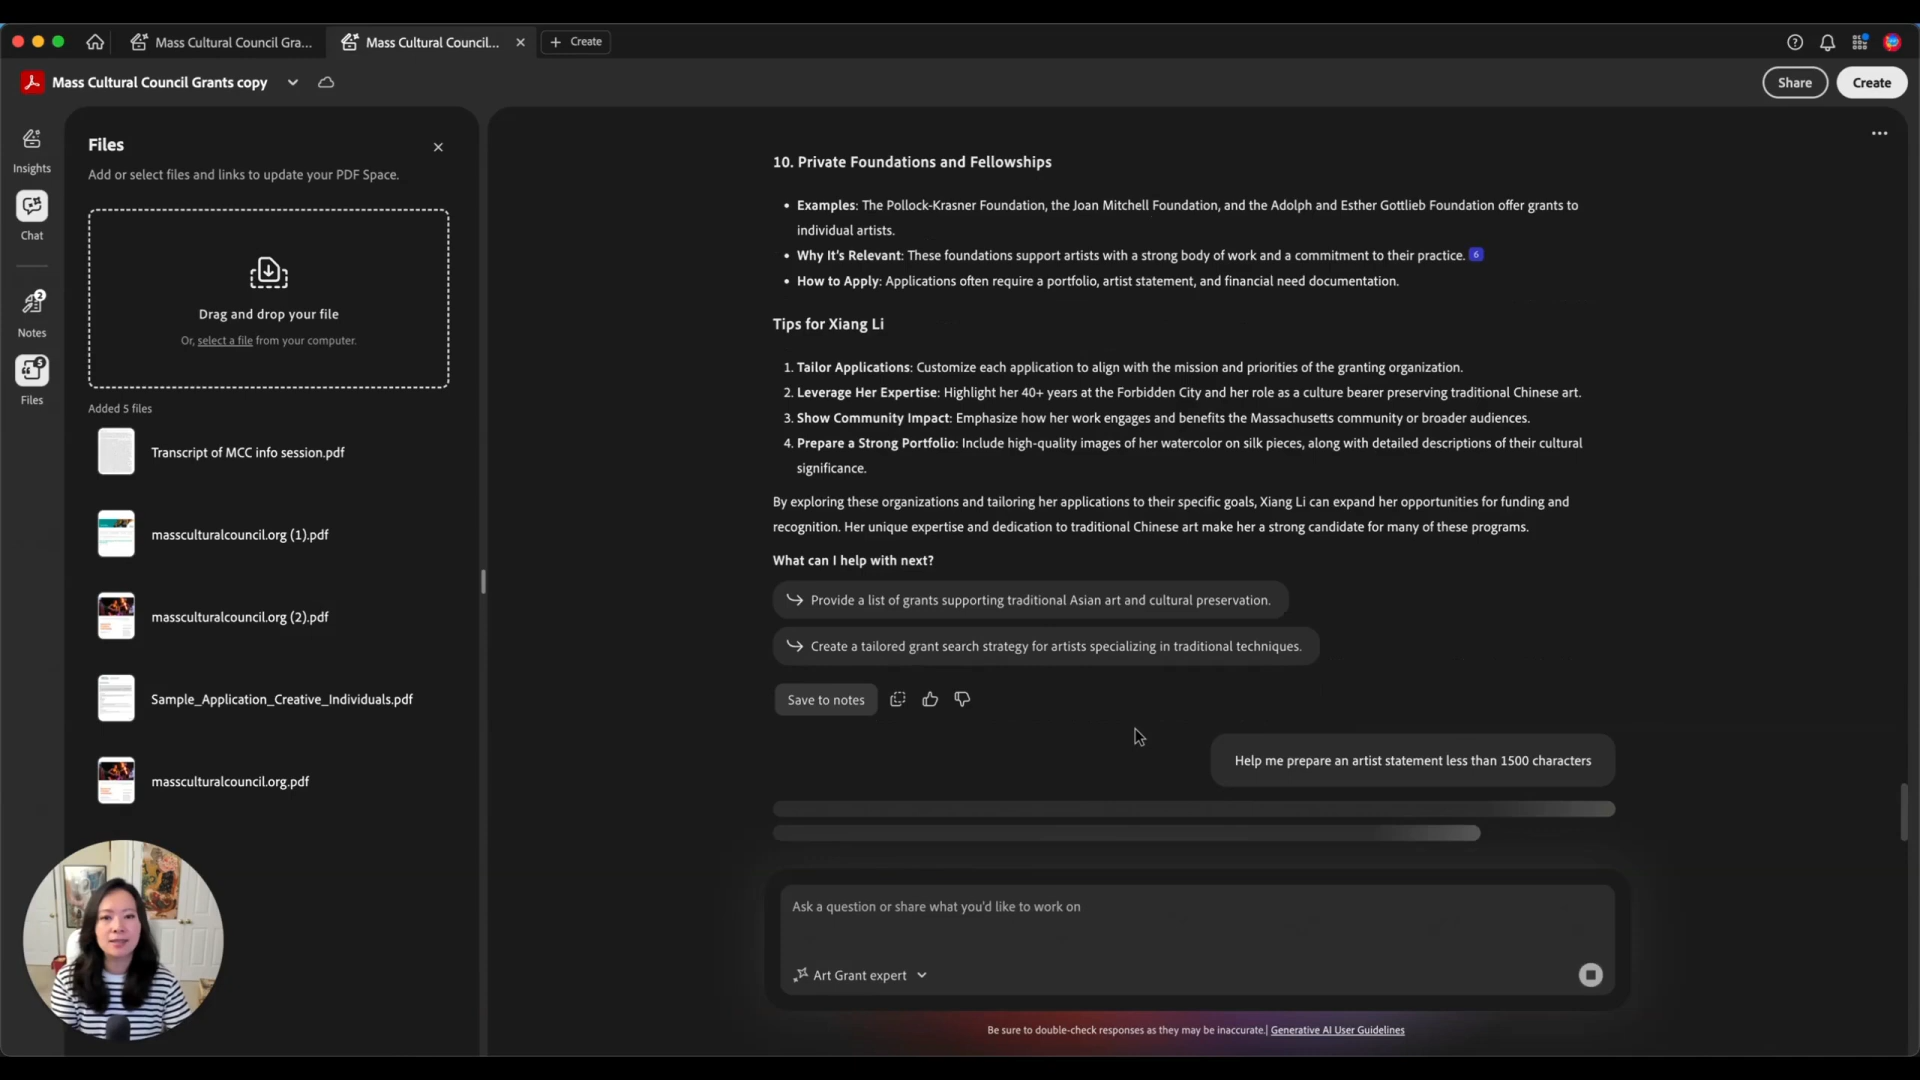 Mass Cultural Council Gra...
Mass Cultural Council...
+ Create
Mass Cultural Council Grants copy
Share
Create
Insights
Chat
2
Notes
5
Files
Files
Add or select files and links to update your PDF Space.
Drag and drop your file
Or, select a file from your computer.
Added 5 files
Transcript of MCC info session.pdf
massculturalcouncil.org (1).pdf
massculturalcouncil.org (2).pdf
Sample_Application_Creative_Individuals.pdf
massculturalcouncil.org.pdf
10. Private Foundations and Fellowships
• Examples: The Pollock-Krasner Foundation, the Joan Mitchell Foundation, and the Adolph and Esther Gottlieb Foundation offer grants to
individual artists.
• Why It's Relevant: These foundations support artists with a strong body of work and a commitment to their practice. 6
• How to Apply: Applications often require a portfolio, artist statement, and financial need documentation.
Tips for Xiang Li
1. Tailor Applications: Customize each application to align with the mission and priorities of the granting organization.
2. Leverage Her Expertise: Highlight her 40+ years at the Forbidden City and her role as a culture bearer preserving traditional Chinese art.
3. Show Community Impact: Emphasize how her work engages and benefits the Massachusetts community or broader audiences.
4. Prepare a Strong Portfolio: Include high-quality images of her watercolor on silk pieces, along with detailed descriptions of their cultural
significance.
By exploring these organizations and tailoring her applications to their specific goals, Xiang Li can expand her opportunities for funding and
recognition. Her unique expertise and dedication to traditional Chinese art make her a strong candidate for many of these programs.
What can I help with next?
Provide a list of grants supporting traditional Asian art and cultural preservation.
Create a tailored grant search strategy for artists specializing in traditional techniques.
Save to notes
Help me prepare an artist statement less than 1500 characters
Ask a question or share what you'd like to work on
Art Grant expert
Be sure to double-check responses as they may be inaccurate.| Generative AI User Guidelines